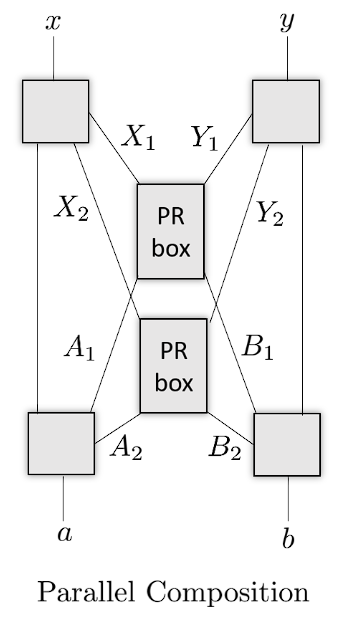 x
y
X₁
Y₁
X₂
PR
box
Y₂
A₁
PR
box
B₁
A₂
B₂
a
b
Parallel Composition